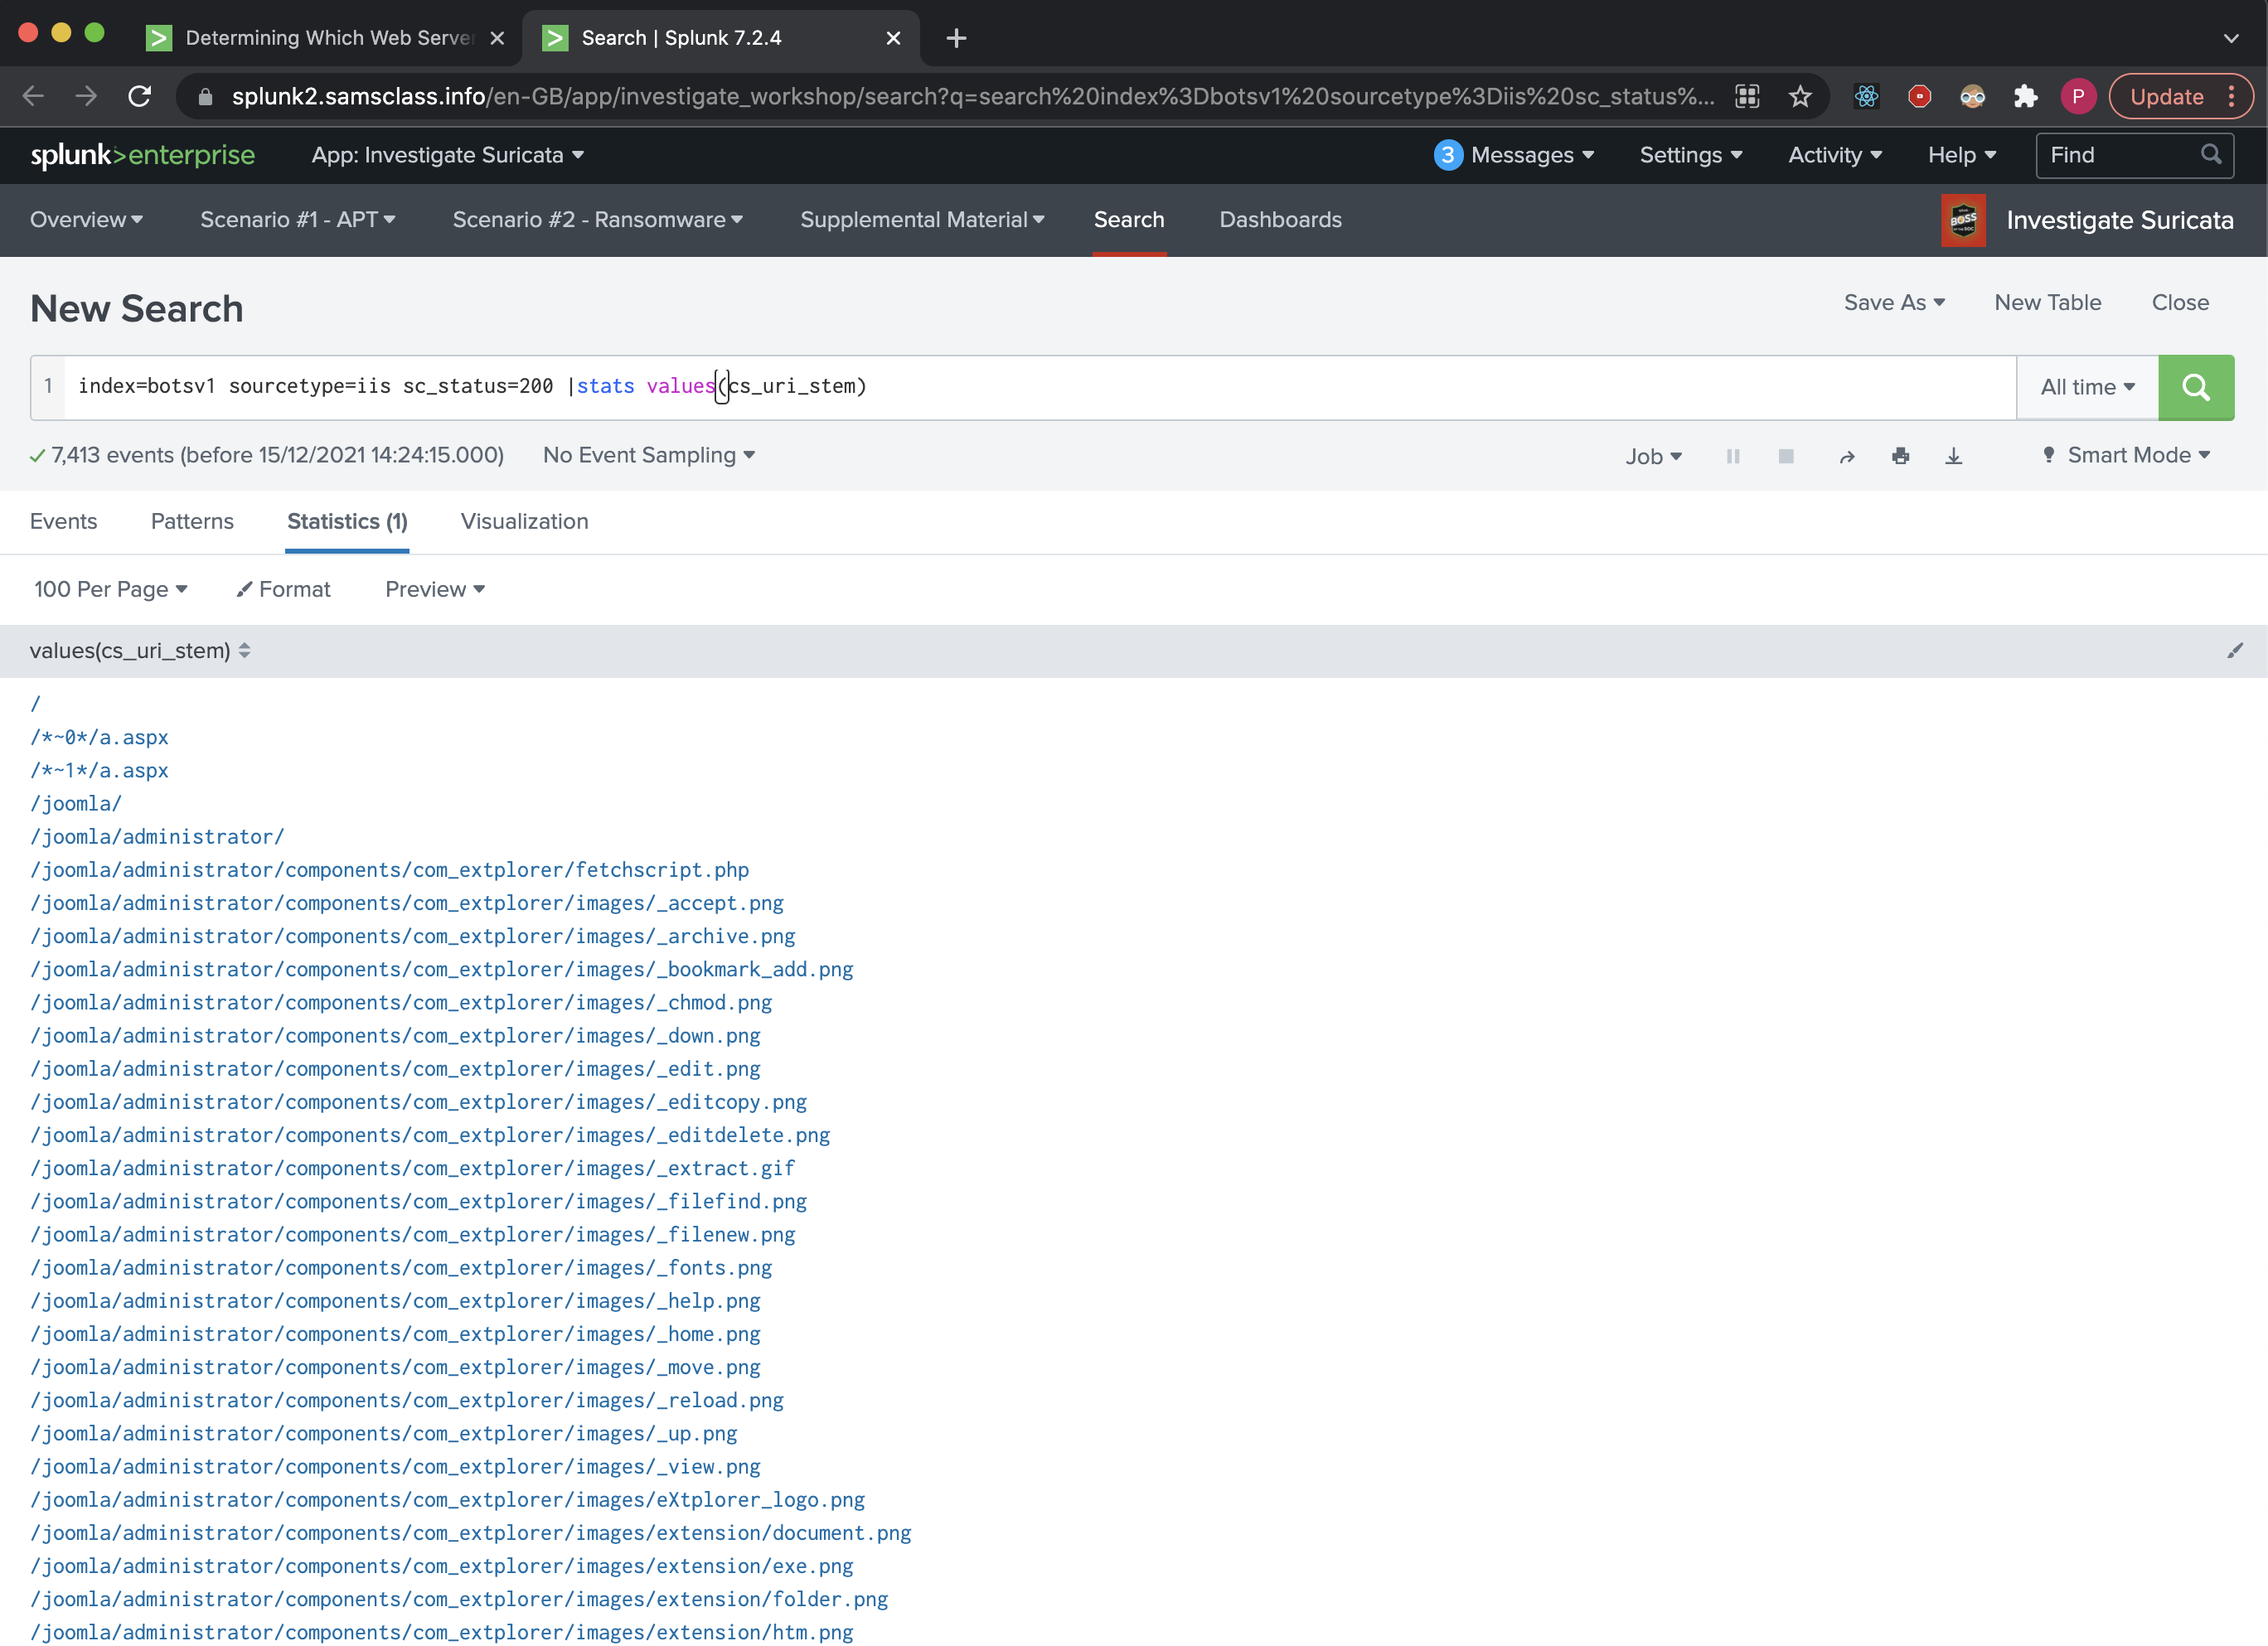 Determining Which Web Server
Search | Splunk 7.2.4
splunk2.samsclass.info/en-GB/app/investigate_workshop/search?q=search%20index%3Dbotsv1%20sourcetype%3Diis%20sc_status%...
P
Update
splunk>enterprise App: Investigate Suricata 3 Messages Settings Activity Help Find
Overview Scenario #1 - APT Scenario #2 - Ransomware Supplemental Material Search Dashboards BOSS OF THE SOC Investigate Suricata
New Search Save As New Table Close
1 index=botsv1 sourcetype=iis sc_status=200 |stats values(cs_uri_stem) All time
7,413 events (before 15/12/2021 14:24:15.000) No Event Sampling Job Smart Mode
Events Patterns Statistics (1) Visualization
100 Per Page Format Preview
values(cs_uri_stem)
/
/*~0*/a.aspx
/*~1*/a.aspx
/joomla/
/joomla/administrator/
/joomla/administrator/components/com_extplorer/fetchscript.php
/joomla/administrator/components/com_extplorer/images/_accept.png
/joomla/administrator/components/com_extplorer/images/_archive.png
/joomla/administrator/components/com_extplorer/images/_bookmark_add.png
/joomla/administrator/components/com_extplorer/images/_chmod.png
/joomla/administrator/components/com_extplorer/images/_down.png
/joomla/administrator/components/com_extplorer/images/_edit.png
/joomla/administrator/components/com_extplorer/images/_editcopy.png
/joomla/administrator/components/com_extplorer/images/_editdelete.png
/joomla/administrator/components/com_extplorer/images/_extract.gif
/joomla/administrator/components/com_extplorer/images/_filefind.png
/joomla/administrator/components/com_extplorer/images/_filenew.png
/joomla/administrator/components/com_extplorer/images/_fonts.png
/joomla/administrator/components/com_extplorer/images/_help.png
/joomla/administrator/components/com_extplorer/images/_home.png
/joomla/administrator/components/com_extplorer/images/_move.png
/joomla/administrator/components/com_extplorer/images/_reload.png
/joomla/administrator/components/com_extplorer/images/_up.png
/joomla/administrator/components/com_extplorer/images/_view.png
/joomla/administrator/components/com_extplorer/images/eXtplorer_logo.png
/joomla/administrator/components/com_extplorer/images/extension/document.png
/joomla/administrator/components/com_extplorer/images/extension/exe.png
/joomla/administrator/components/com_extplorer/images/extension/folder.png
/joomla/administrator/components/com_extplorer/images/extension/htm.png